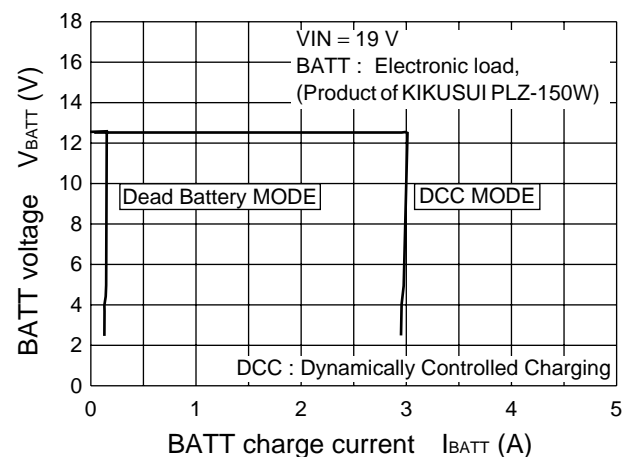 18
16
14
12
10
8
6
4
2
0
BATT voltage VBATT (V)
VIN = 19 V
BATT : Electronic load,
(Product of KIKUSUI PLZ-150W)
Dead Battery MODE
DCC MODE
DCC : Dynamically Controlled Charging
0 1 2 3 4 5
BATT charge current IBATT (A)